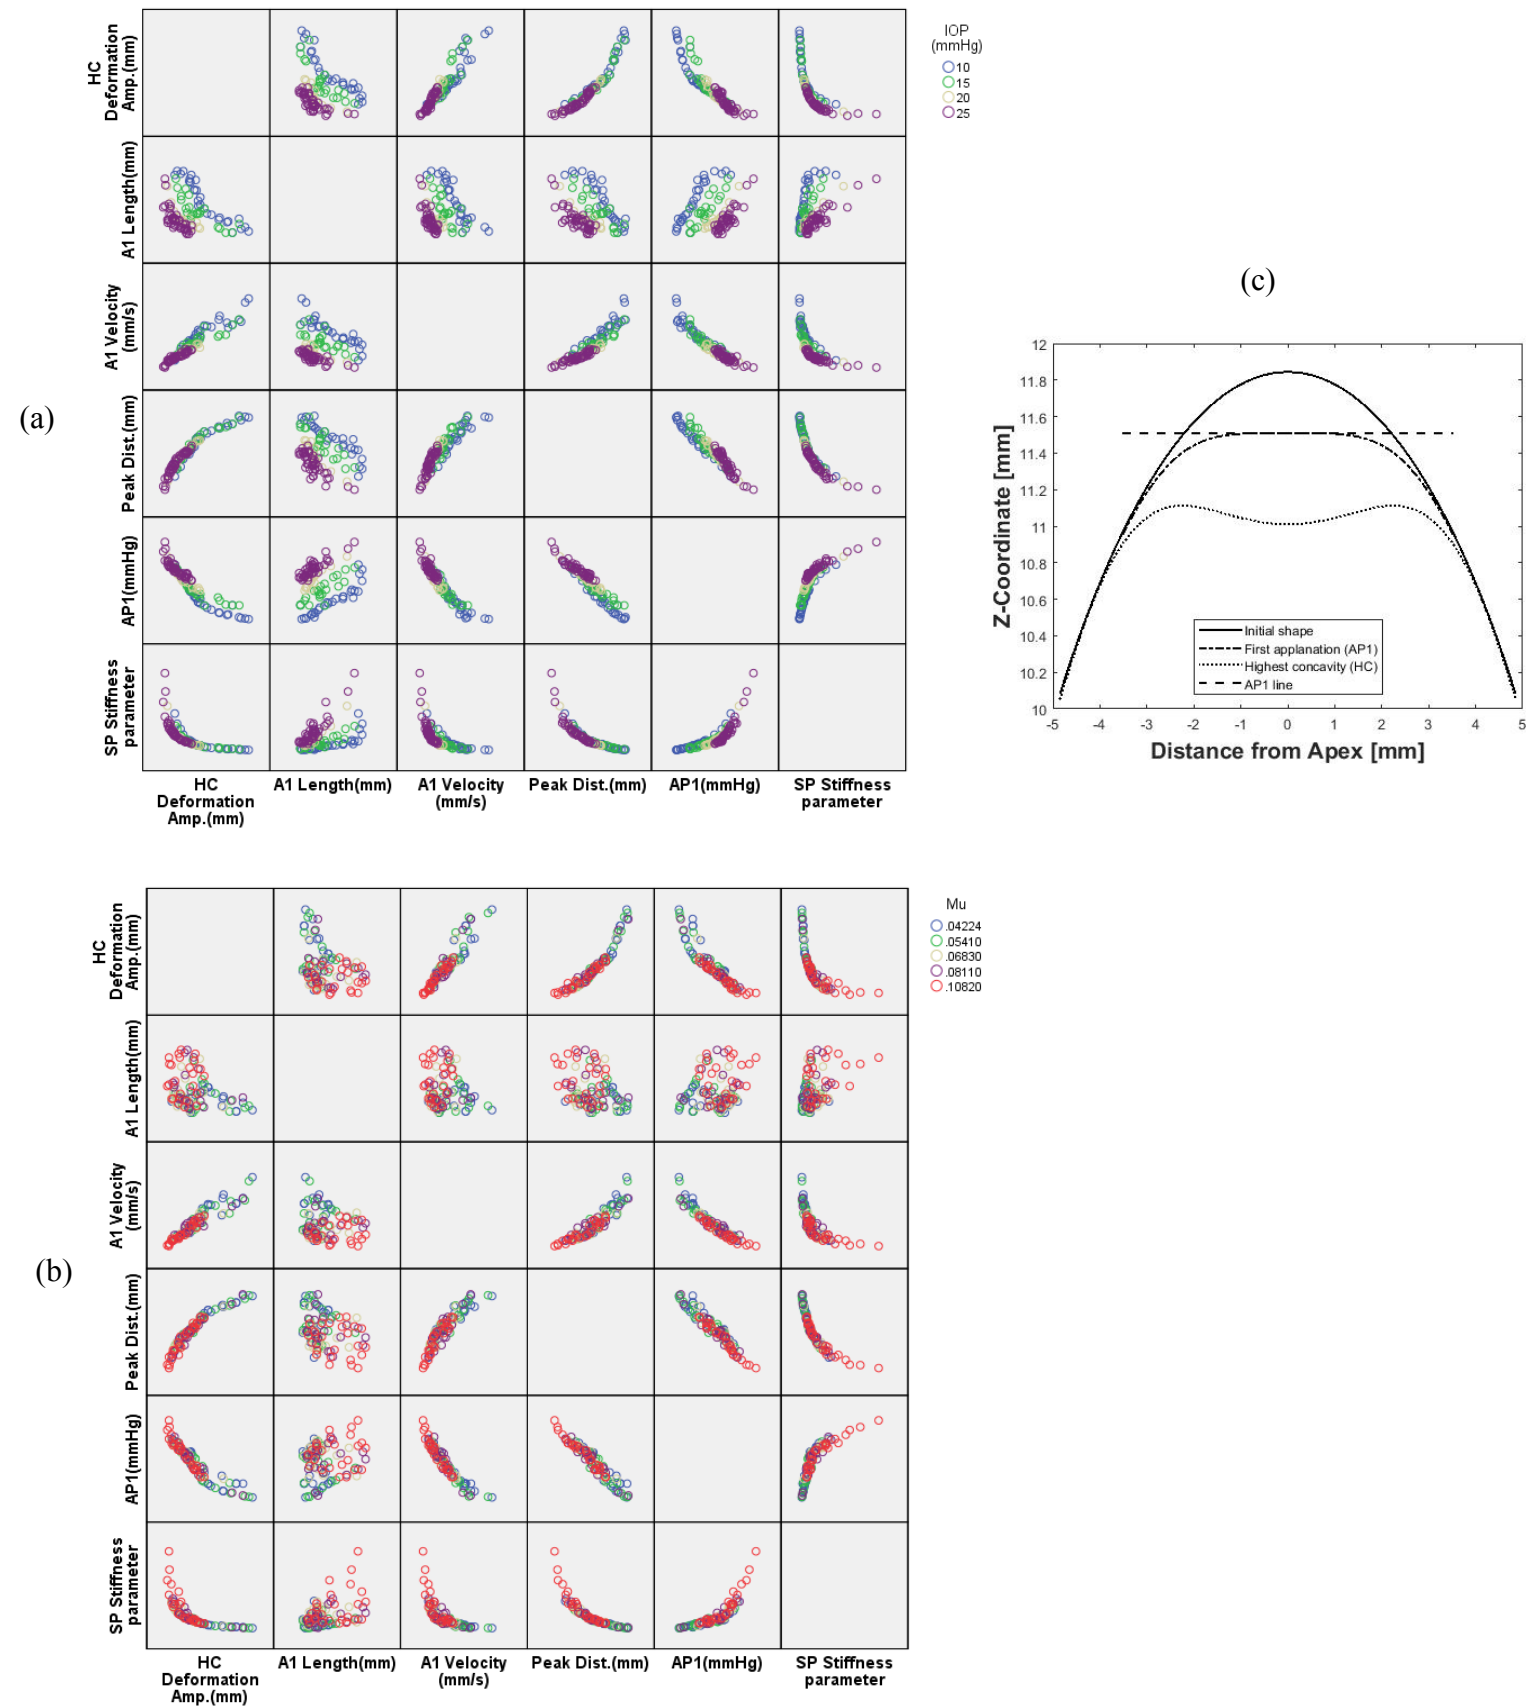 (a)
HC
Deformation
Amp.(mm)
A1 Length(mm)
A1 Velocity
(mm/s)
Peak Dist.(mm)
AP1(mmHg)
SP Stiffness
parameter
HC
Deformation
Amp.(mm)
A1 Length(mm)
A1 Velocity
(mm/s)
Peak Dist.(mm)
AP1(mmHg)
SP Stiffness
parameter
IOP
(mmHg)
10
15
20
25
(c)
Z-Coordinate [mm]
12
11.8
11.6
11.4
11.2
11
10.8
10.6
10.4
10.2
10
-5 -4 -3 -2 -1 0 1 2 3 4 5
Distance from Apex [mm]
Initial shape
First applanation (AP1)
Highest concavity (HC)
AP1 line
(b)
HC
Deformation
Amp.(mm)
A1 Length(mm)
A1 Velocity
(mm/s)
Peak Dist.(mm)
AP1(mmHg)
SP Stiffness
parameter
HC
Deformation
Amp.(mm)
A1 Length(mm)
A1 Velocity
(mm/s)
Peak Dist.(mm)
AP1(mmHg)
SP Stiffness
parameter
Mu
.04224
.05410
.06830
.08110
.10820